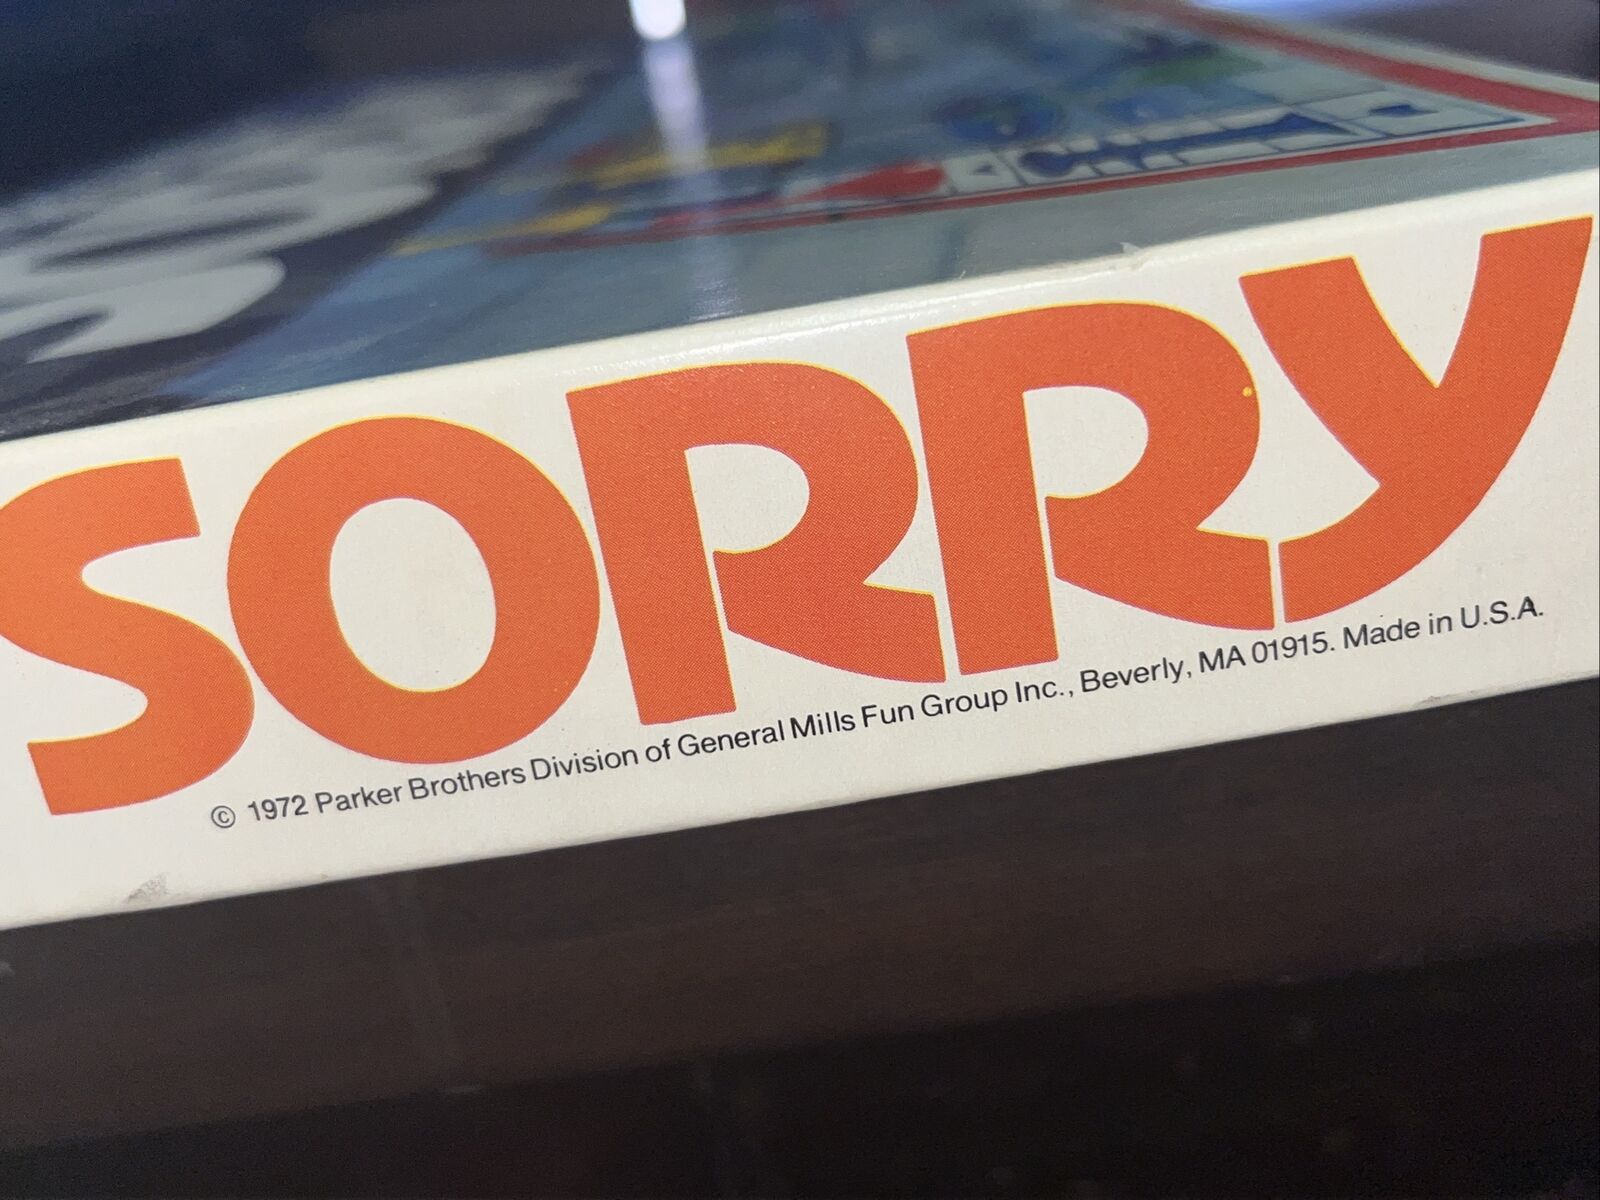 SORRY
© 1972 Parker Brothers Division of General Mills Fun Group Inc., Beverly, MA 01915. Made in U.S.A.